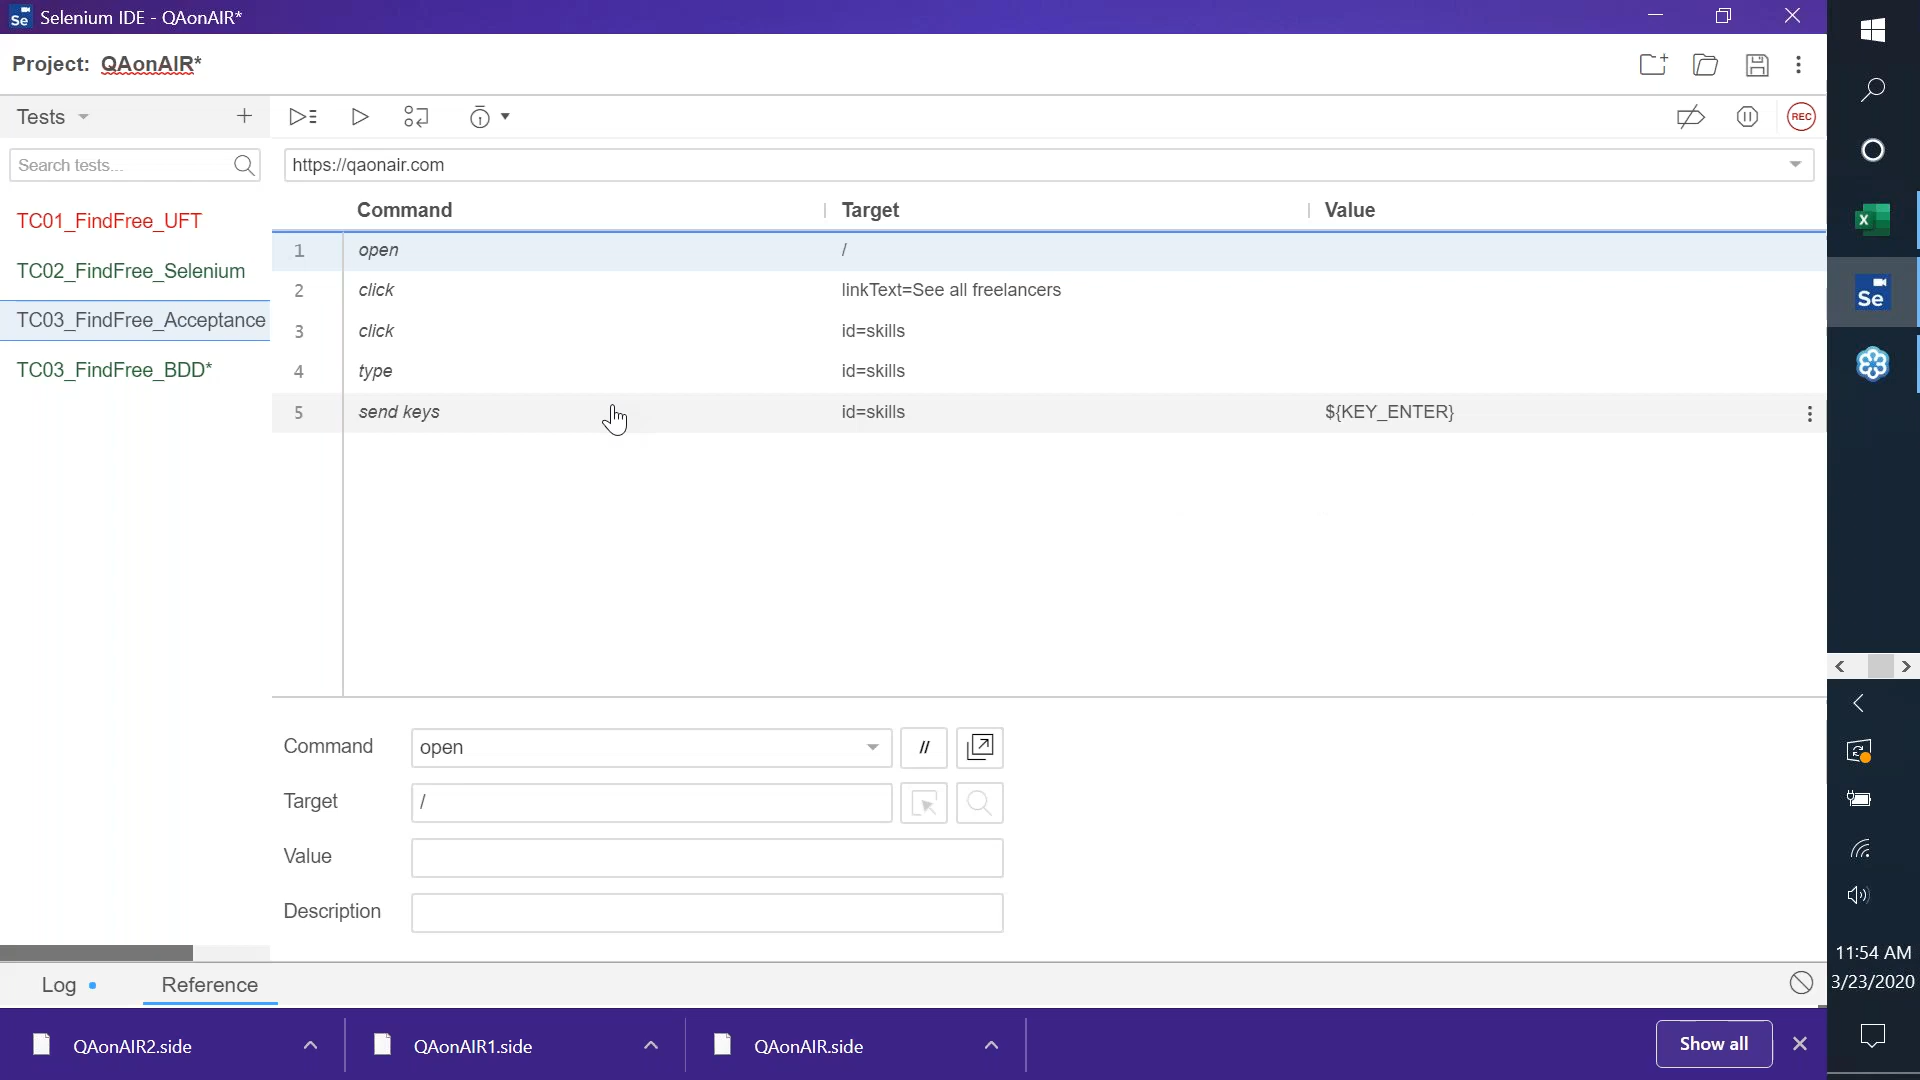 Se Selenium IDE - QAonAIR*
Project: QAonAIR*
Tests
REC
Search tests...
https://qaonair.com
Command Target Value
TC01_FindFree_UFT
TC02_FindFree_Selenium
TC03_FindFree_Acceptance
TC03_FindFree_BDD*
1 open /
2 click linkText=See all freelancers
3 click id=skills
4 type id=skills
5 send keys id=skills ${KEY_ENTER}
Command open //
Target /
Value
Description
Log Reference
QAonAIR2.side QAonAIR1.side QAonAIR.side Show all
X
Se
11:54 AM
3/23/2020